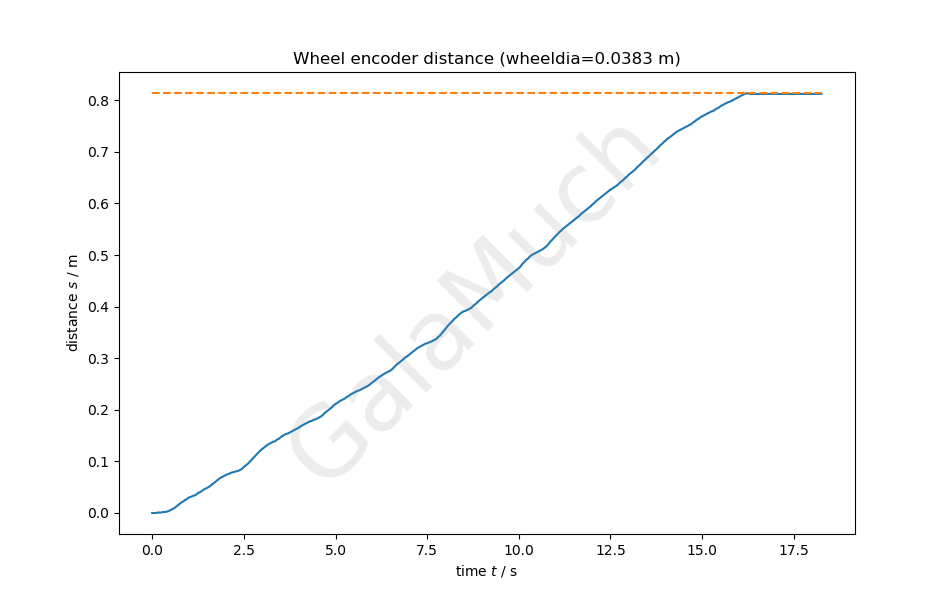 Wheel encoder distance (wheeldia=0.0383 m)
0.8
0.7
0.6
0.5
0.4
0.3
0.2
0.1
0.0
distance s / m
GalaMuch
0.0 2.5 5.0 7.5 10.0 12.5 15.0 17.5
time t / s